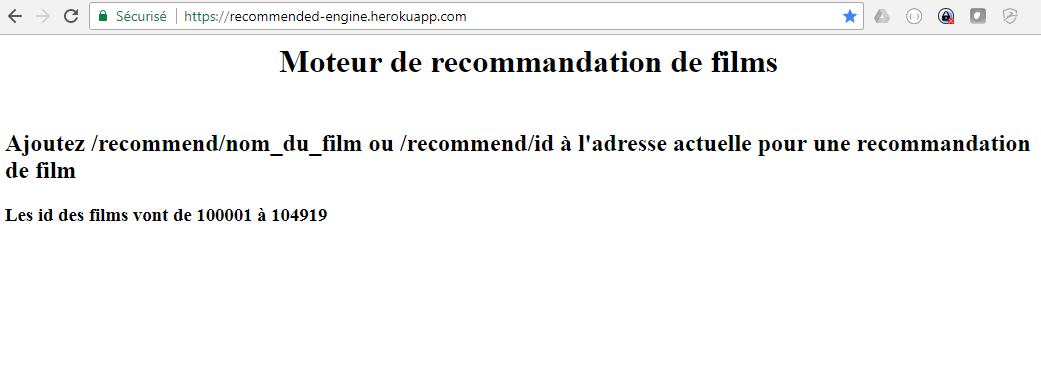 Sécurisé https://recommended-engine.herokuapp.com
Moteur de recommandation de films
Ajoutez /recommend/nom_du_film ou /recommend/id à l'adresse actuelle pour une recommandation
de film
Les id des films vont de 100001 à 104919